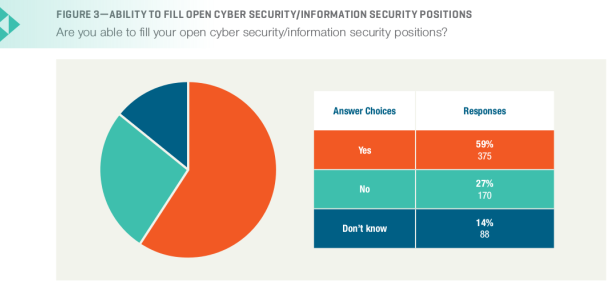 FIGURE 3—ABILITY TO FILL OPEN CYBER SECURITY/INFORMATION SECURITY POSITIONS
Are you able to fill your open cyber security/information security positions?
Answer Choices Responses
Yes 59%
375
No 27%
170
Don't know 14%
88